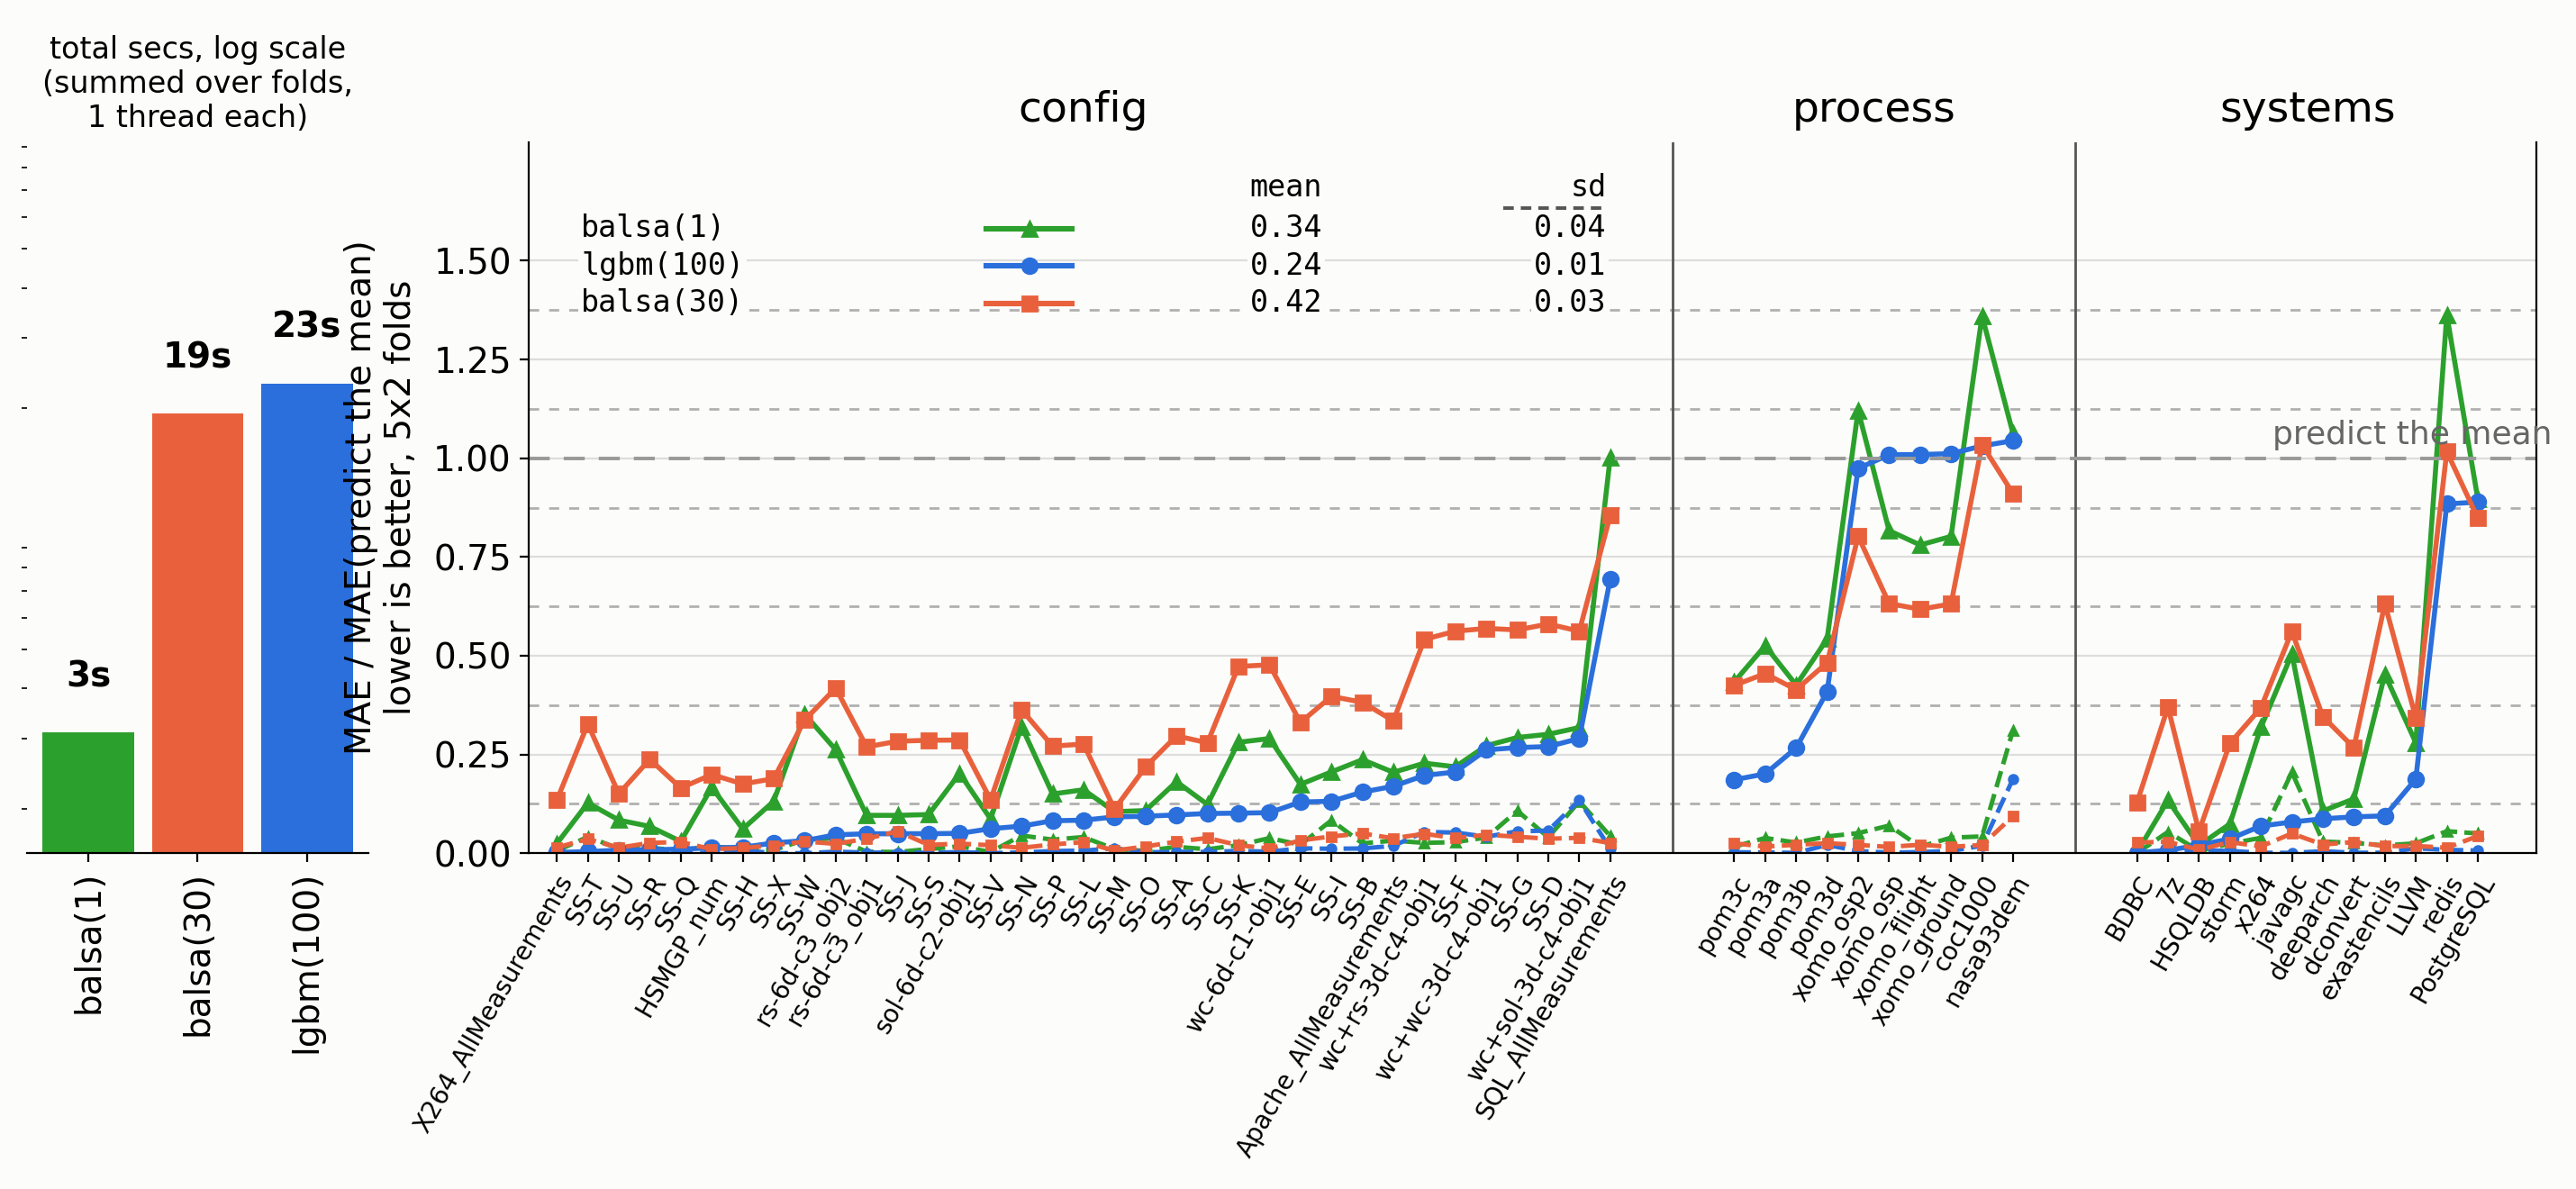 total secs, log scale
(summed over folds,
1 thread each)
3s
19s
23s
balsa(1)
balsa(30)
lgbm(100)
MAE / MAE(predict the mean)
lower is better, 5x2 folds
config
process
systems
mean sd
balsa(1) 0.34 0.04
lgbm(100) 0.24 0.01
balsa(30) 0.42 0.03
1.50
1.25
1.00
0.75
0.50
0.25
0.00
predict the mean
X264_AllMeasurements
SS-T
SS-U
SS-R
SS-Q
HSMGP_num
SS-H
SS-X
SS-W
rs-6d-c3_obj2
rs-6d-c3_obj1
SS-J
SS-S
sol-6d-c2-obj1
SS-V
SS-N
SS-P
SS-L
SS-M
SS-O
SS-A
SS-C
SS-K
wc-6d-c1-obj1
SS-E
SS-I
SS-B
Apache_AllMeasurements
wc+rs-3d-c4-obj1
SS-F
wc+wc-3d-c4-obj1
SS-G
SS-D
wc+sol-3d-c4-obj1
SQL_AllMeasurements
pom3c
pom3a
pom3b
pom3d
xomo_osp2
xomo_osp
xomo_flight
xomo_ground
coc1000
nasa93dem
BDBC
7z
HSQLDB
storm
x264
javagc
deparch
dconvert
exastencils
LLVM
redis
PostgreSQL